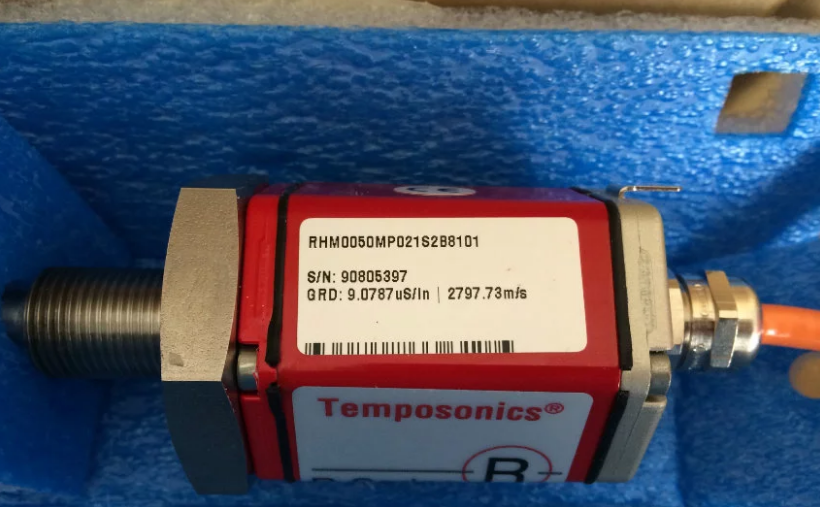 RHM0050MP021S2B8101
S/N: 90805397
GRD: 9.0787uS/In | 2797.73m/s
Temposonics®
R